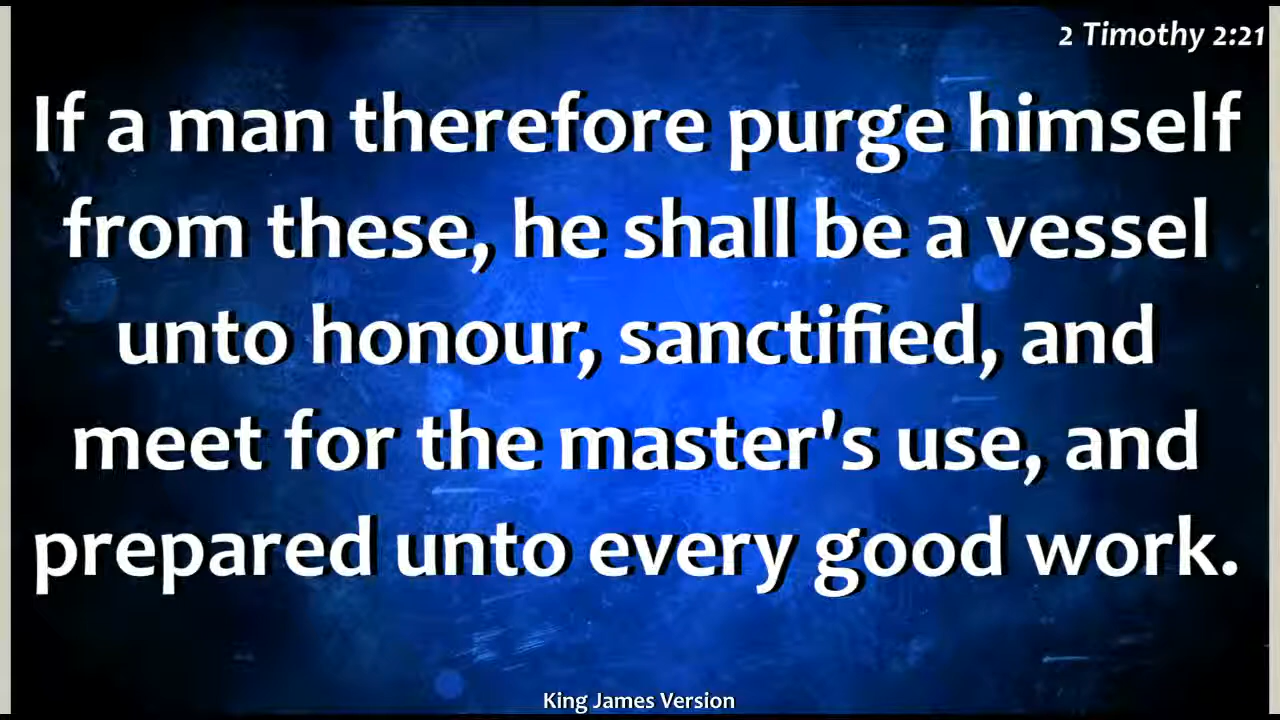 2 Timothy 2:21
If a man therefore purge himself
from these, he shall be a vessel
unto honour, sanctified, and
meet for the master's use, and
prepared unto every good work.
King James Version